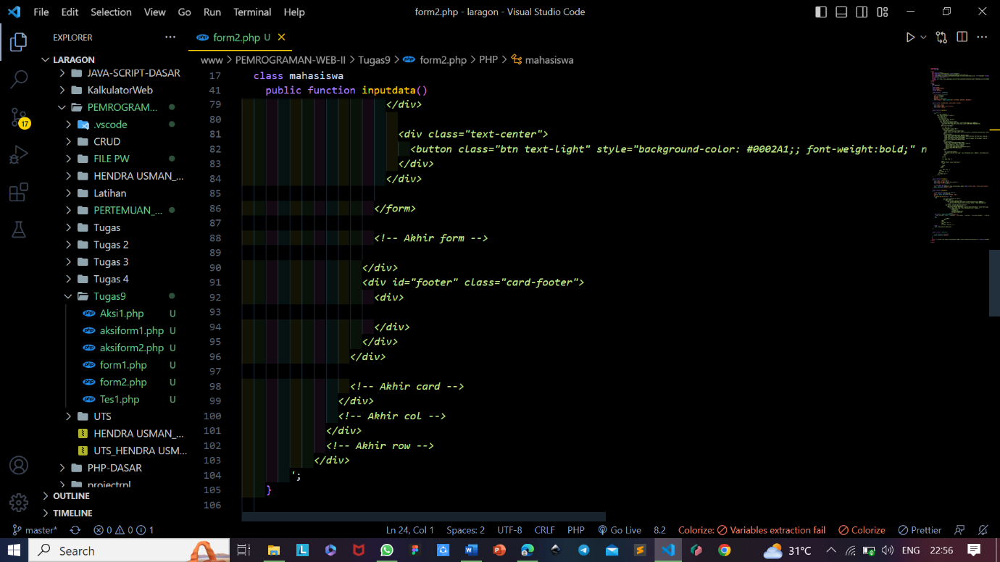 File Edit Selection View Go Run Terminal Help form2.php - laragon - Visual Studio Code
EXPLORER
LARAGON
JAVA-SCRIPT-DASAR
KalkulatorWeb
PEMROGRAM...
.vscode
CRUD
FILE PW
HENDRA USMAN_...
Latihan
PERTEMUAN_...
Tugas
Tugas 2
Tugas 3
Tugas 4
Tugas9
php Aksi1.php U
php aksiform1.php U
php aksiform2.php U
php form1.php U
php form2.php U
php Tes1.php U
UTS
HENDRA USMAN_...
UTS_HENDRA USM...
PHP-DASAR
projectrpl
OUTLINE
TIMELINE
php form2.php U
www > PEMROGRAMAN-WEB-II > Tugas9 > php form2.php > PHP > mahasiswa
17 class mahasiswa
41 public function inputdata()
79 </div>
80
81 <div class="text-center">
82 <button class="btn text-light" style="background-color: #0002A1;; font-weight:bold;" n
83 </div>
84 </div>
85
86 </form>
87
88 <!-- Akhir form -->
89
90 </div>
91 <div id="footer" class="card-footer">
92 <div>
93
94 </div>
95 </div>
96 </div>
97
98 <!-- Akhir card -->
99 </div>
100 <!-- Akhir col -->
101 </div>
102 <!-- Akhir row -->
103 </div>
104 ';
105 }
106
17
master* 0 0 1 Ln 24, Col 1 Spaces: 2 UTF-8 CRLF PHP Go Live 8.2 Colorize: Variables extraction fail Colorize Prettier
Search 31°C ENG 22:56